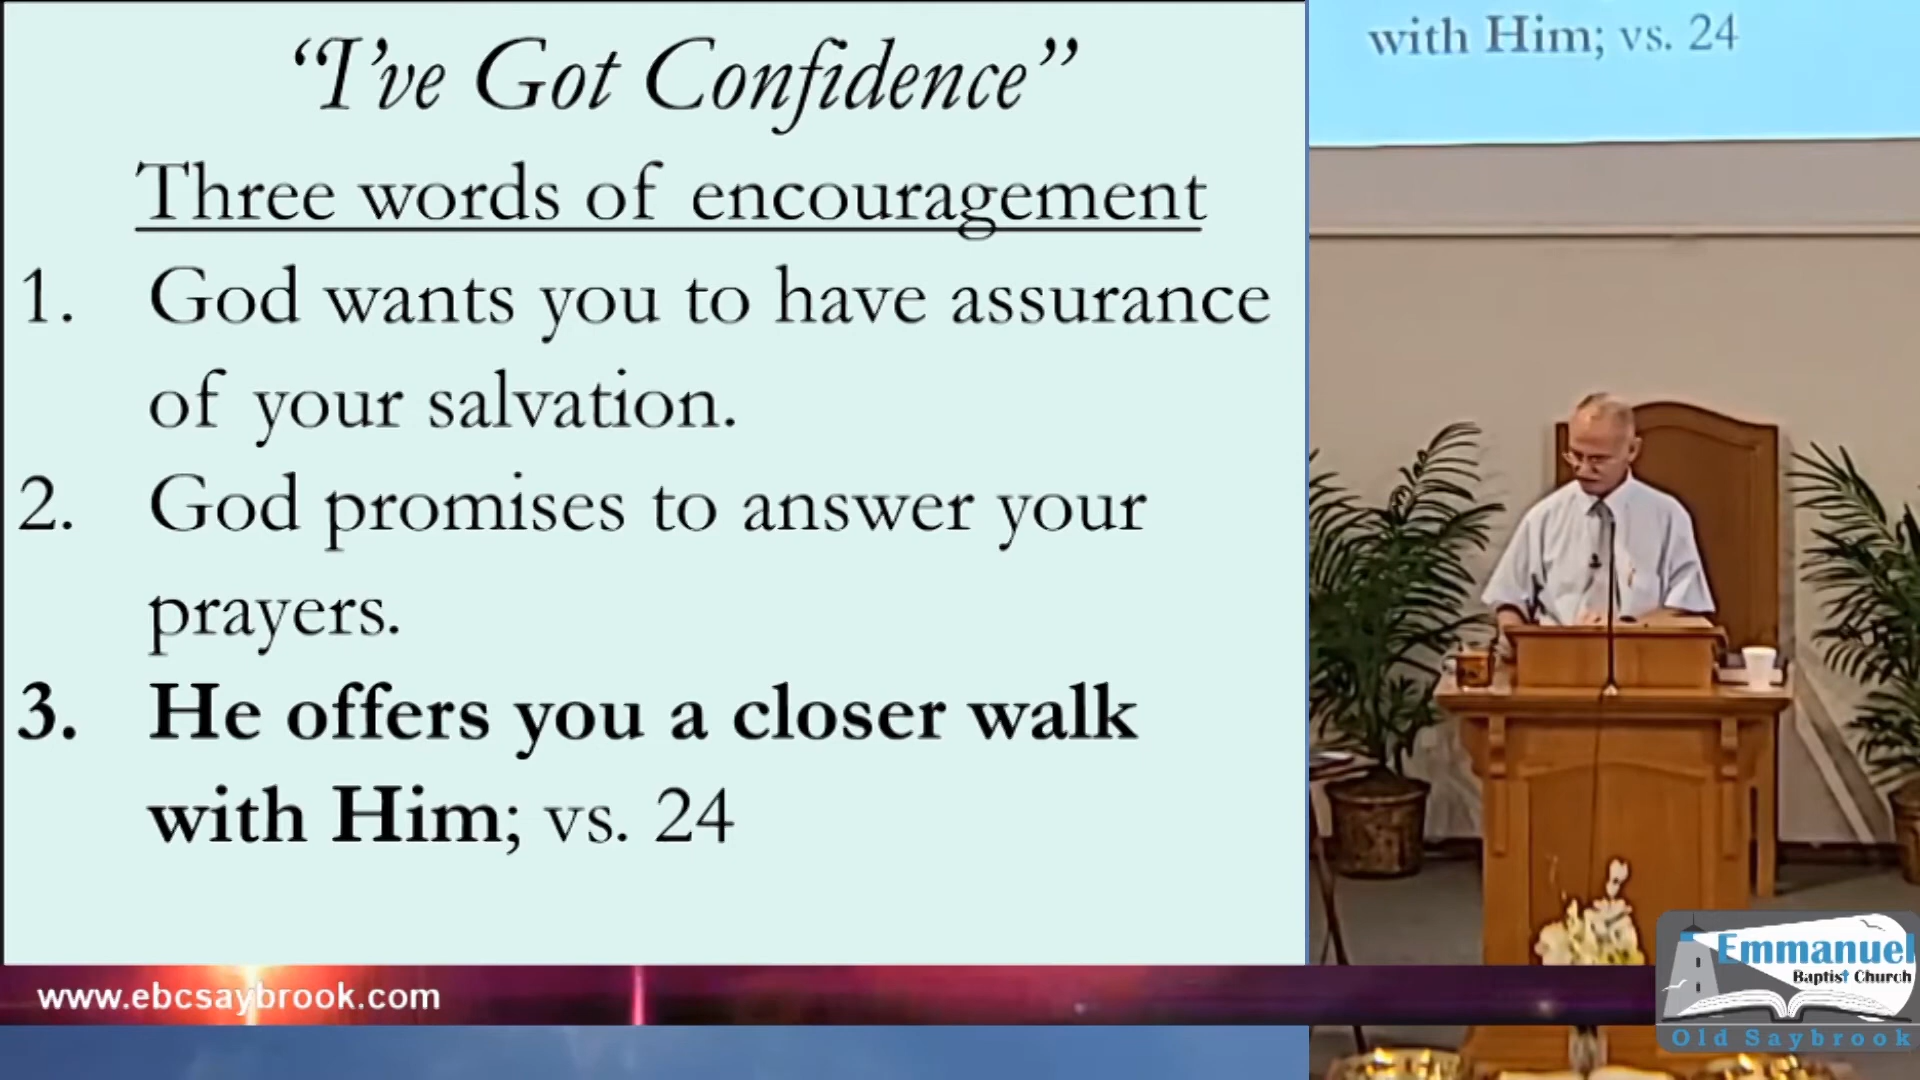 “I’ve Got Confidence”
Three words of encouragement
1. God wants you to have assurance
of your salvation.
2. God promises to answer your
prayers.
3. He offers you a closer walk
with Him; vs. 24
with Him; vs. 24
www.ebcsaybrook.com
Emmanuel
Baptist Church
Old Saybrook